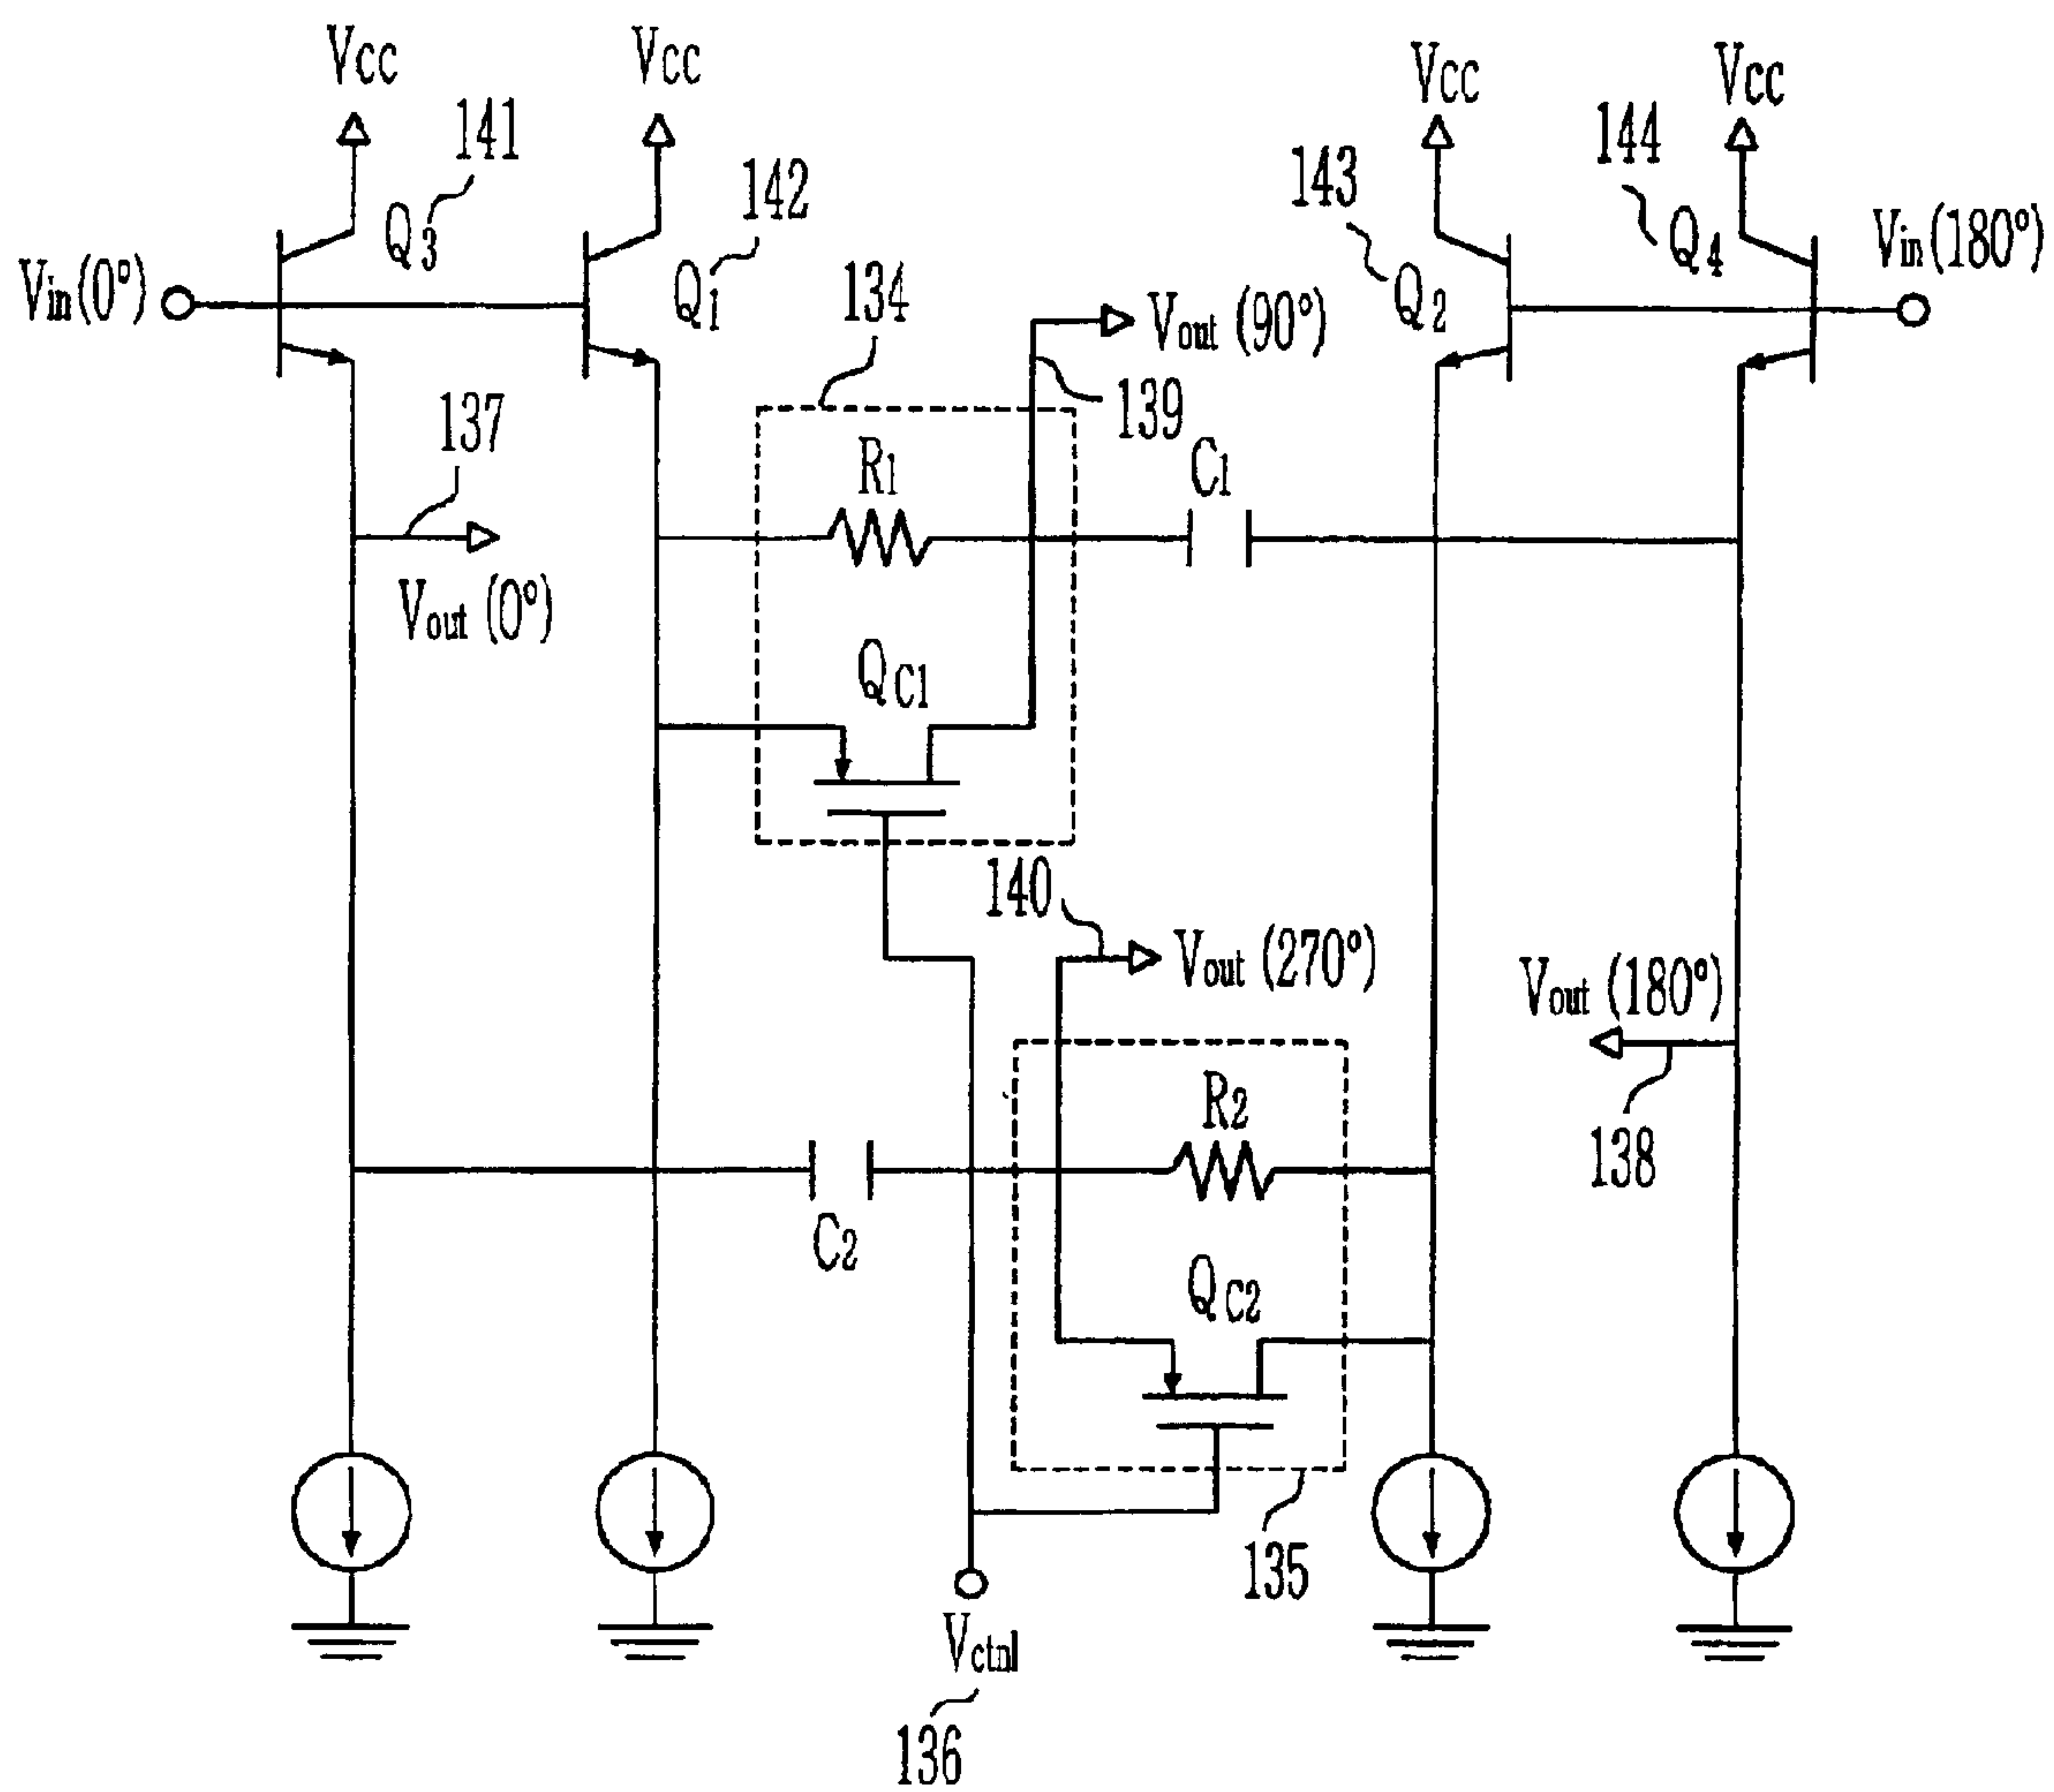 Vcc
Vcc
Vcc
Vcc
141
142
143
144
Q3
Q1
Q2
Q4
Vin(0°)
Vin(180°)
134
Vout (90°)
139
137
R1
C1
Vout (0°)
QC1
140
Vout (270°)
Vout (180°)
R2
138
C2
QC2
135
Vctnl
136